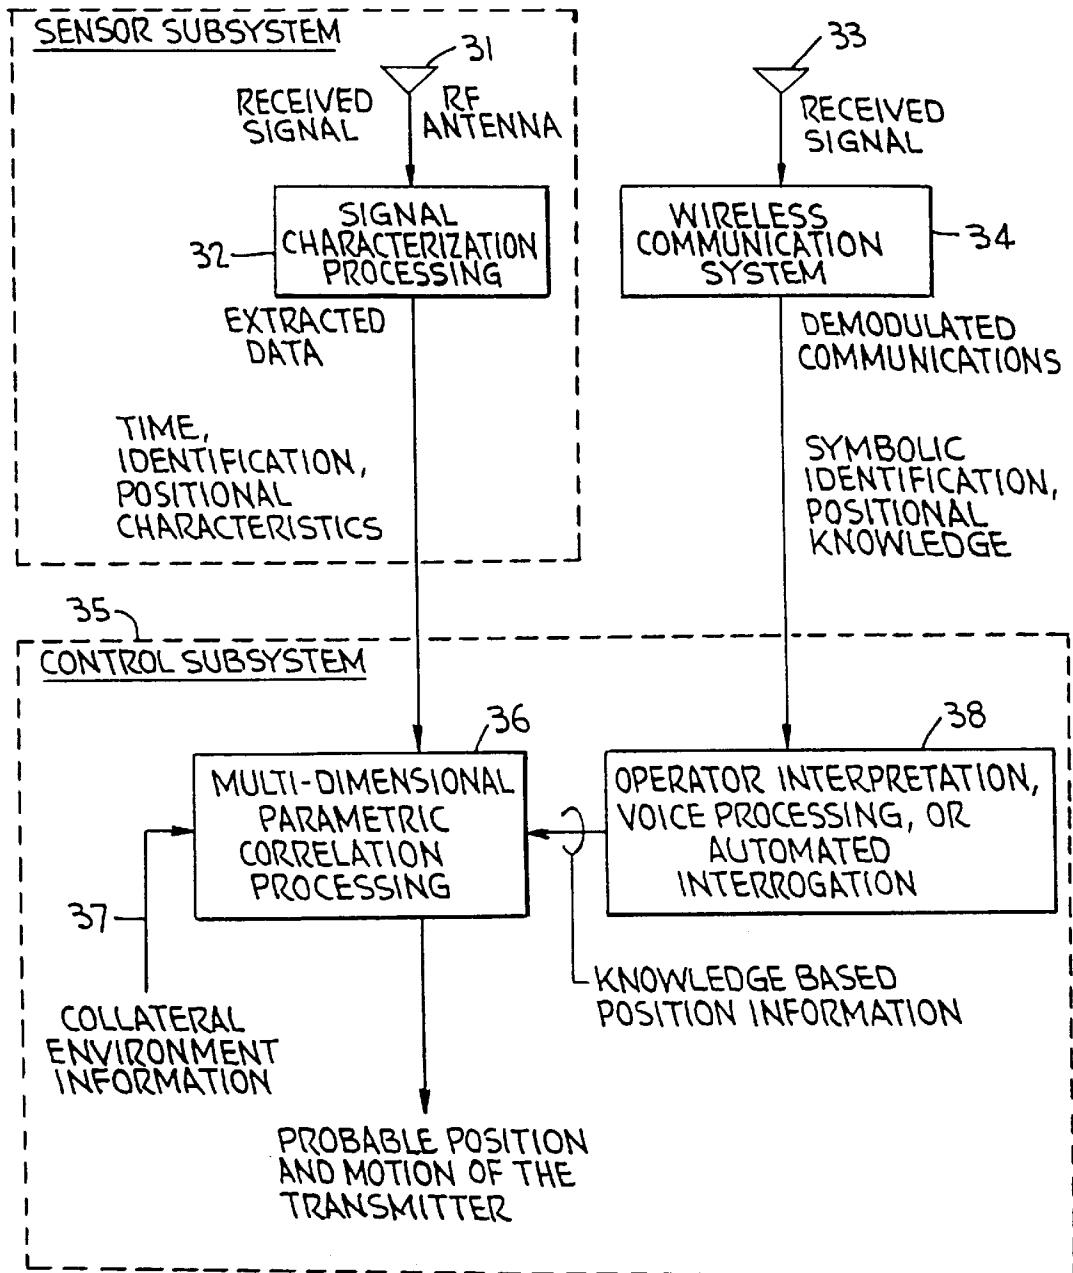 SENSOR SUBSYSTEM
31
RECEIVED
SIGNAL
RF
ANTENNA
33
RECEIVED
SIGNAL
SIGNAL
CHARACTERIZATION
PROCESSING
32
WIRELESS
COMMUNICATION
SYSTEM
34
EXTRACTED
DATA
DEMODULATED
COMMUNICATIONS
TIME,
IDENTIFICATION,
POSITIONAL
CHARACTERISTICS
SYMBOLIC
IDENTIFICATION,
POSITIONAL
KNOWLEDGE
35
CONTROL SUBSYSTEM
36
MULTI-DIMENSIONAL
PARAMETRIC
CORRELATION
PROCESSING
38
OPERATOR INTERPRETATION,
VOICE PROCESSING, OR
AUTOMATED
INTERROGATION
37
COLLATERAL
ENVIRONMENT
INFORMATION
KNOWLEDGE BASED
POSITION INFORMATION
PROBABLE POSITION
AND MOTION OF THE
TRANSMITTER